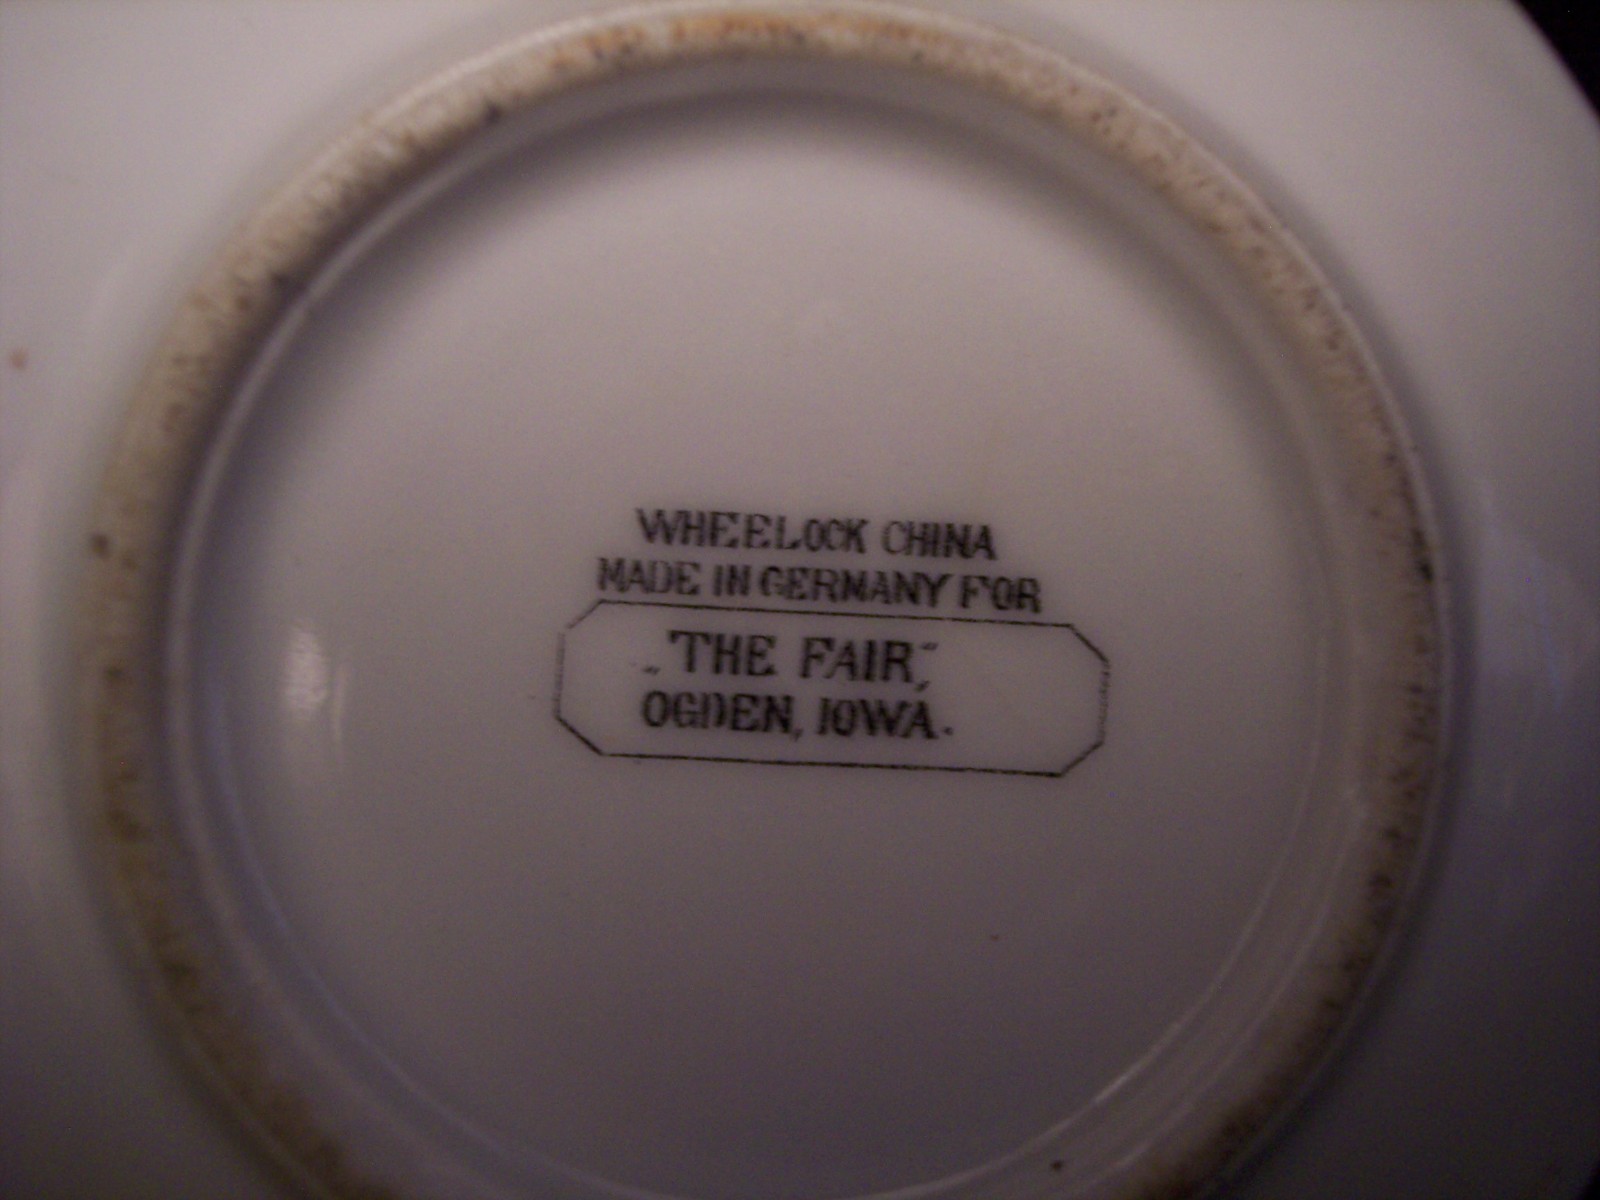 WHEELOCK CHINA
MADE IN GERMANY FOR
„THE FAIR,"
OGDEN, IOWA.